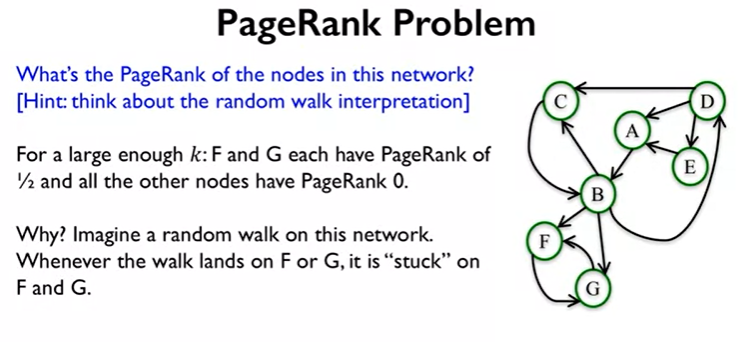 PageRank Problem
What's the PageRank of the nodes in this network?
[Hint: think about the random walk interpretation]
For a large enough k: F and G each have PageRank of
½ and all the other nodes have PageRank 0.
Why? Imagine a random walk on this network.
Whenever the walk lands on F or G, it is “stuck” on
F and G.
C
D
A
E
B
F
G